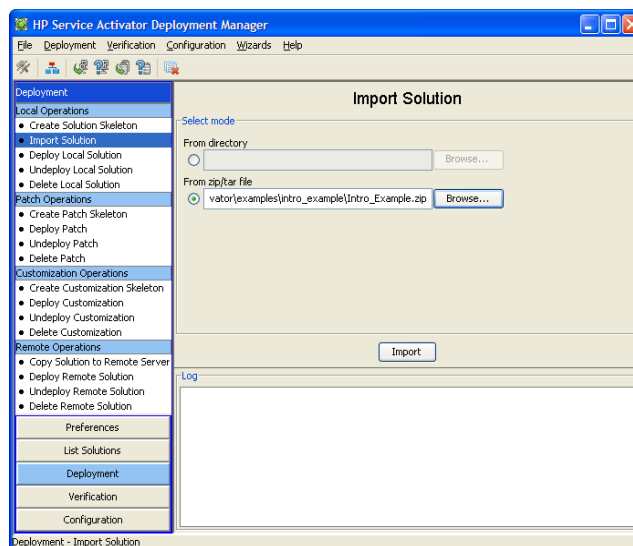 HP Service Activator Deployment Manager
File Deployment Verification Configuration Wizards Help
Deployment
Local Operations
Create Solution Skeleton
Import Solution
Deploy Local Solution
Undeploy Local Solution
Delete Local Solution
Patch Operations
Create Patch Skeleton
Deploy Patch
Undeploy Patch
Delete Patch
Customization Operations
Create Customization Skeleton
Deploy Customization
Undeploy Customization
Delete Customization
Remote Operations
Copy Solution to Remote Server
Deploy Remote Solution
Undeploy Remote Solution
Delete Remote Solution
Preferences
List Solutions
Deployment
Verification
Configuration
Import Solution
Select mode
From directory
Browse...
From zip/tar file
vator\examples\intro_example\Intro_Example.zip Browse...
Import
Log
Deployment - Import Solution